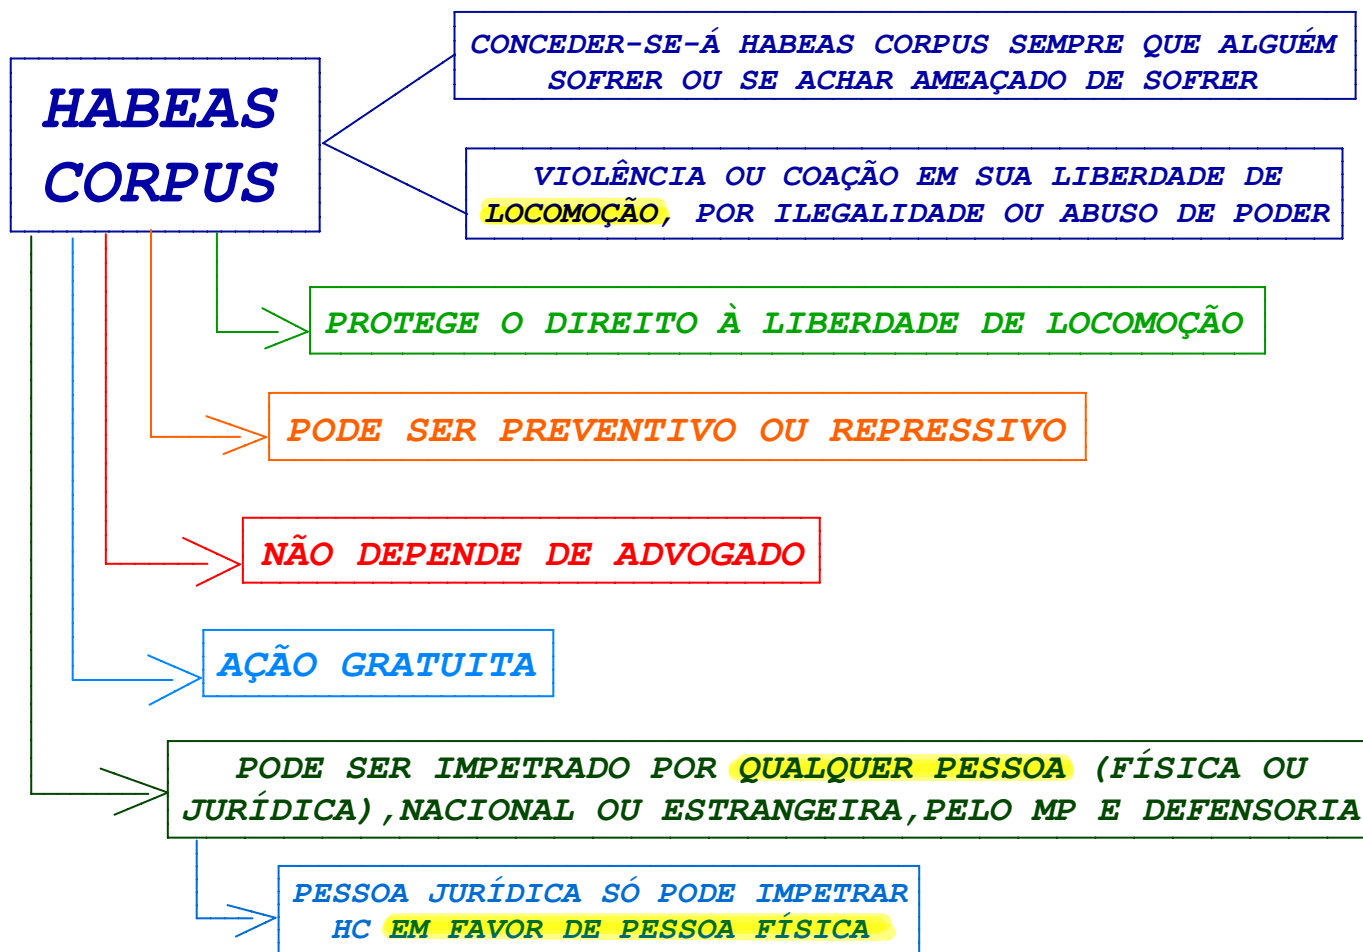 HABEAS
CORPUS
CONCEDER-SE-Á HABEAS CORPUS SEMPRE QUE ALGUÉM
SOFRER OU SE ACHAR AMEAÇADO DE SOFRER
VIOLÊNCIA OU COAÇÃO EM SUA LIBERDADE DE
LOCOMOÇÃO, POR ILEGALIDADE OU ABUSO DE PODER
PROTEGE O DIREITO À LIBERDADE DE LOCOMOÇÃO
PODE SER PREVENTIVO OU REPRESSIVO
NÃO DEPENDE DE ADVOGADO
AÇÃO GRATUITA
PODE SER IMPETRADO POR QUALQUER PESSOA (FÍSICA OU
JURÍDICA),NACIONAL OU ESTRANGEIRA,PELO MP E DEFENSORIA
PESSOA JURÍDICA SÓ PODE IMPETRAR
HC EM FAVOR DE PESSOA FÍSICA